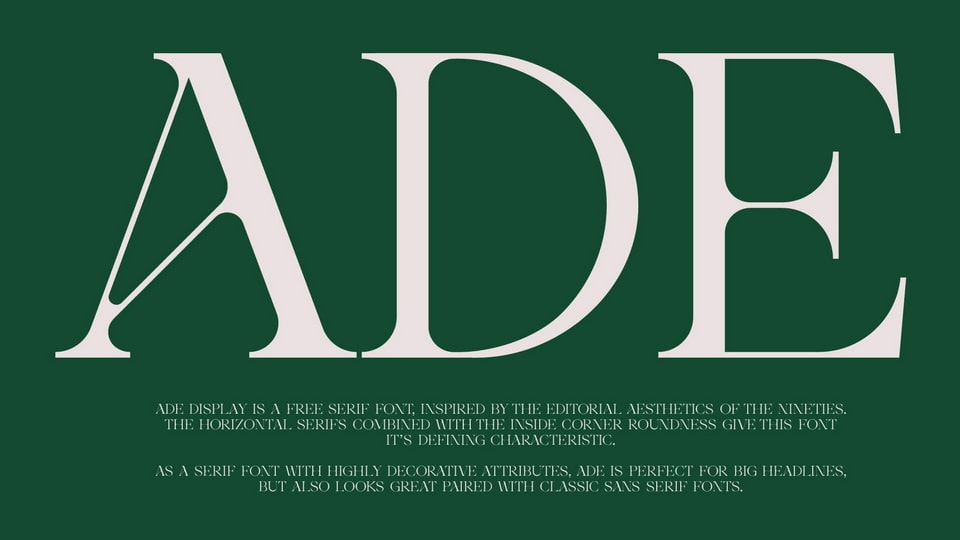 ADE
ADE DISPLAY IS A FREE SERIF FONT, INSPIRED BY THE EDITORIAL AESTHETICS OF THE NINETIES.
THE HORIZONTAL SERIFS COMBINED WITH THE INSIDE CORNER ROUNDNESS GIVE THIS FONT
IT'S DEFINING CHARACTERISTIC.
AS A SERIF FONT WITH HIGHLY DECORATIVE ATTRIBUTES, ADE IS PERFECT FOR BIG HEADLINES,
BUT ALSO LOOKS GREAT PAIRED WITH CLASSIC SANS SERIF FONTS.